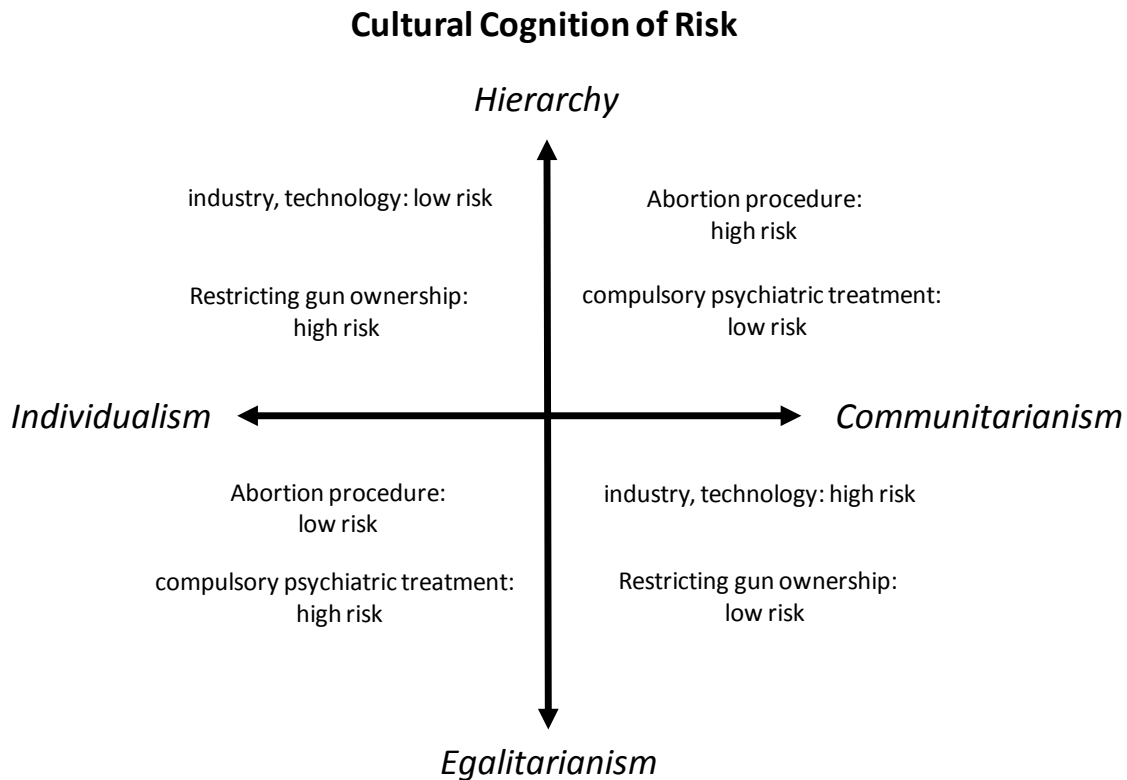 Cultural Cognition of Risk
Hierarchy
industry, technology: low risk
Abortion procedure:
high risk
Restricting gun ownership:
high risk
compulsory psychiatric treatment:
low risk
Individualism
Communitarianism
Abortion procedure:
low risk
industry, technology: high risk
compulsory psychiatric treatment:
high risk
Restricting gun ownership:
low risk
Egalitarianism